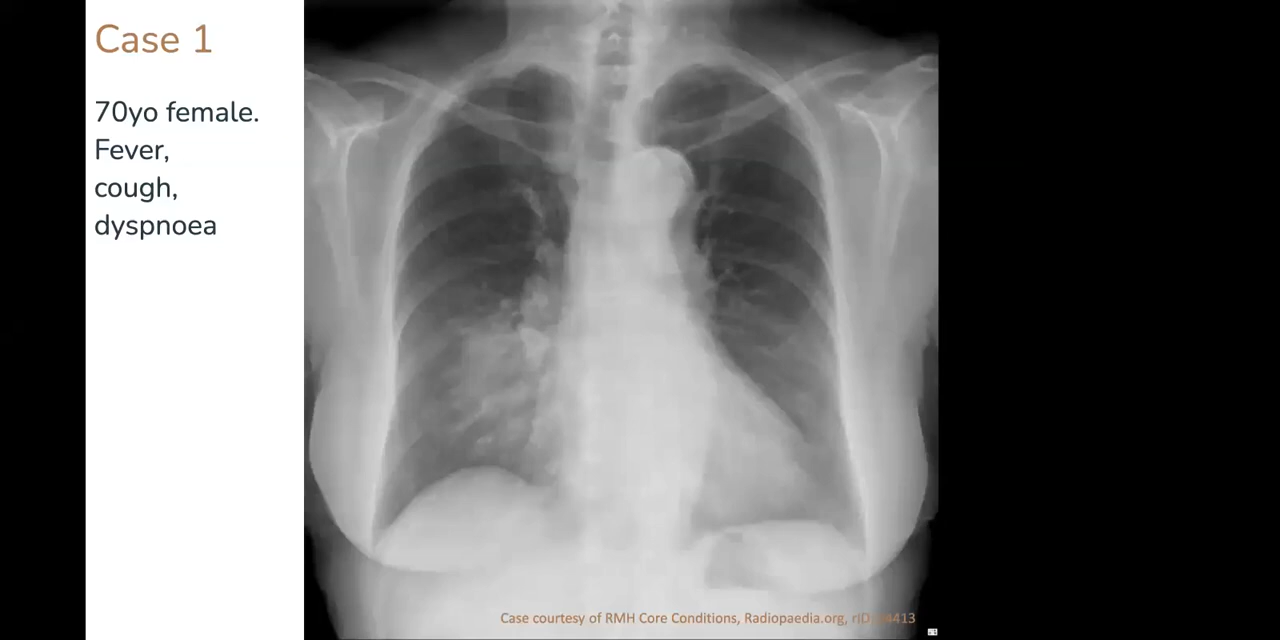 Case 1
70yo female.
Fever,
cough,
dyspnoea
Case courtesy of RMH Core Conditions, Radiopaedia.org,